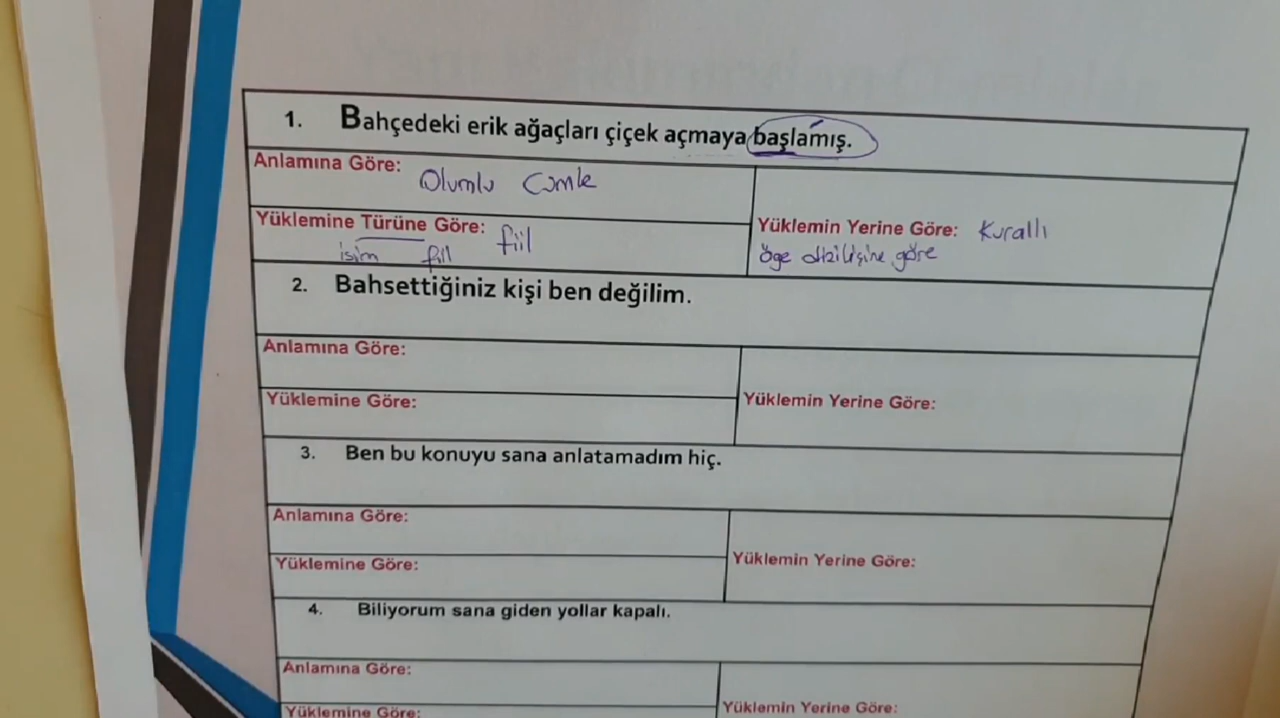 1. Bahçedeki erik ağaçları çiçek açmaya başlamış.
Anlamına Göre: Olumlu Cümle
Yüklemine Türüne Göre: fiil
isim fiil
Yüklemin Yerine Göre: Kurallı
öge dizilişine göre
2. Bahsettiğiniz kişi ben değilim.
Anlamına Göre:
Yüklemine Göre:
Yüklemin Yerine Göre:
3. Ben bu konuyu sana anlatamadım hiç.
Anlamına Göre:
Yüklemine Göre:
Yüklemin Yerine Göre:
4. Biliyorum sana giden yollar kapalı.
Anlamına Göre:
Yüklemine Göre:
Yüklemin Yerine Göre: